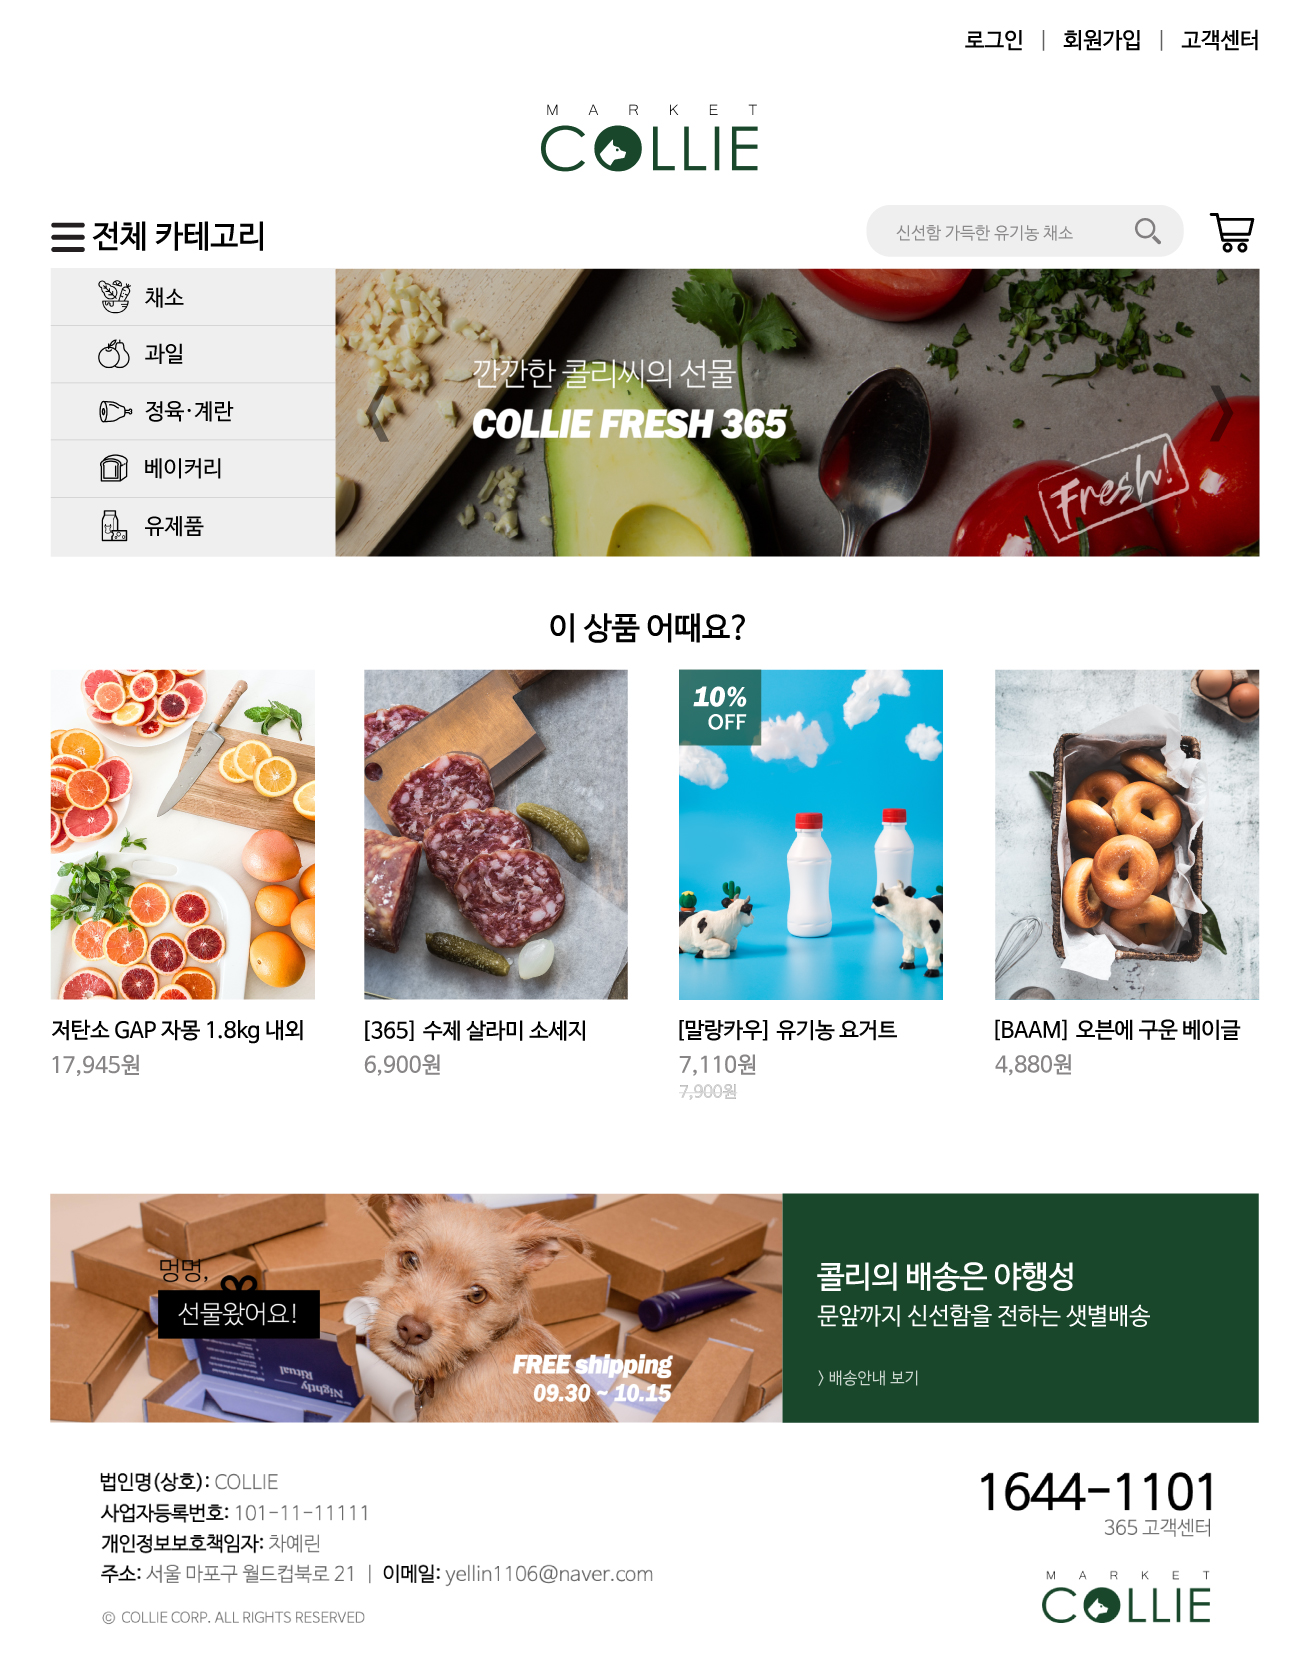 로그인 | 회원가입 | 고객센터
MARKET
COLLIE
전체 카테고리
신선함 가득한 유기농 채소
채소
과일
정육·계란
베이커리
유제품
깐깐한 콜리씨의 선물
COLLIE FRESH 365
Fresh!
이 상품 어때요?
10%
OFF
저탄소 GAP 자몽 1.8kg 내외
17,945원
[365] 수제 살라미 소세지
6,900원
[말랑카우] 유기농 요거트
7,110원
7,900원
[BAAM] 오븐에 구운 베이글
4,880원
멍멍,
선물왔어요!
Nightly
Ritual
FREE shipping
09.30 ~ 10.15
콜리의 배송은 야행성
문앞까지 신선함을 전하는 샛별배송
> 배송안내 보기
법인명(상호): COLLIE
사업자등록번호: 101-11-11111
개인정보보호책임자: 차예린
주소: 서울 마포구 월드컵북로 21 | 이메일: yellin1106@naver.com
© COLLIE CORP. ALL RIGHTS RESERVED
1644-1101
365 고객센터
MARKET
COLLIE